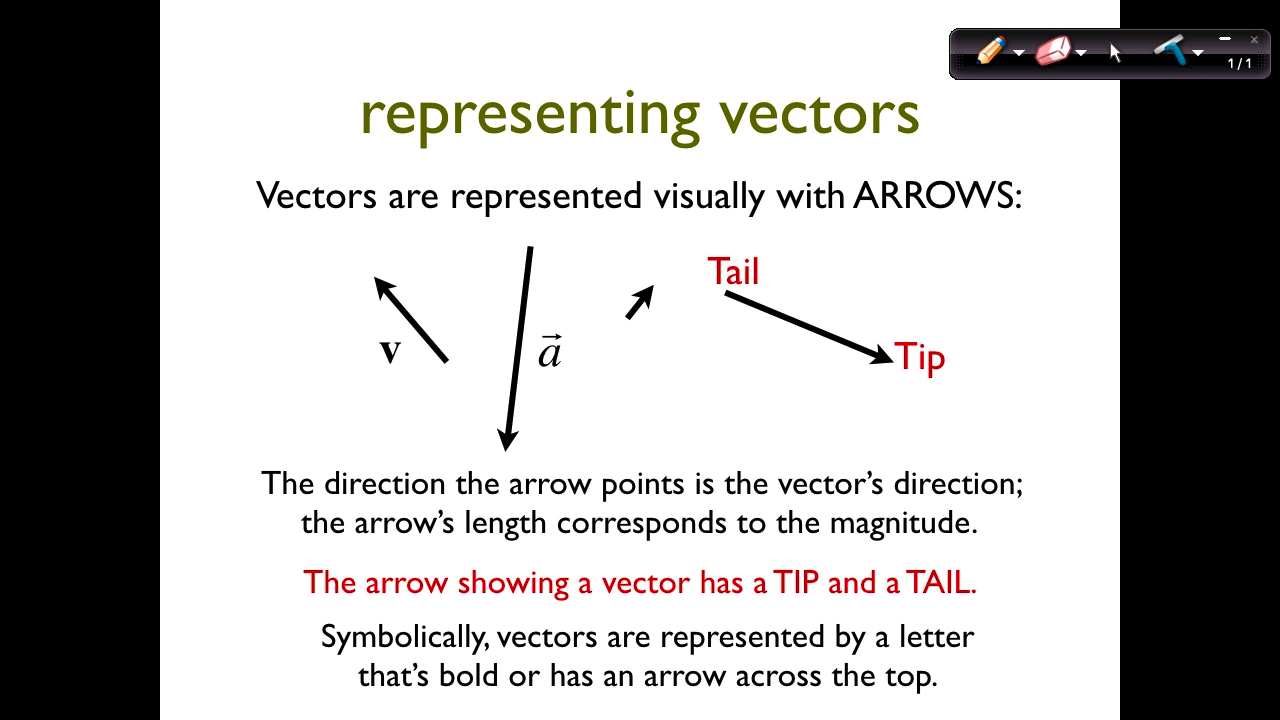 1/1
representing vectors
Vectors are represented visually with ARROWS:
Tail
v
a⃗
Tip
The direction the arrow points is the vector’s direction;
the arrow’s length corresponds to the magnitude.
The arrow showing a vector has a TIP and a TAIL.
Symbolically, vectors are represented by a letter
that’s bold or has an arrow across the top.